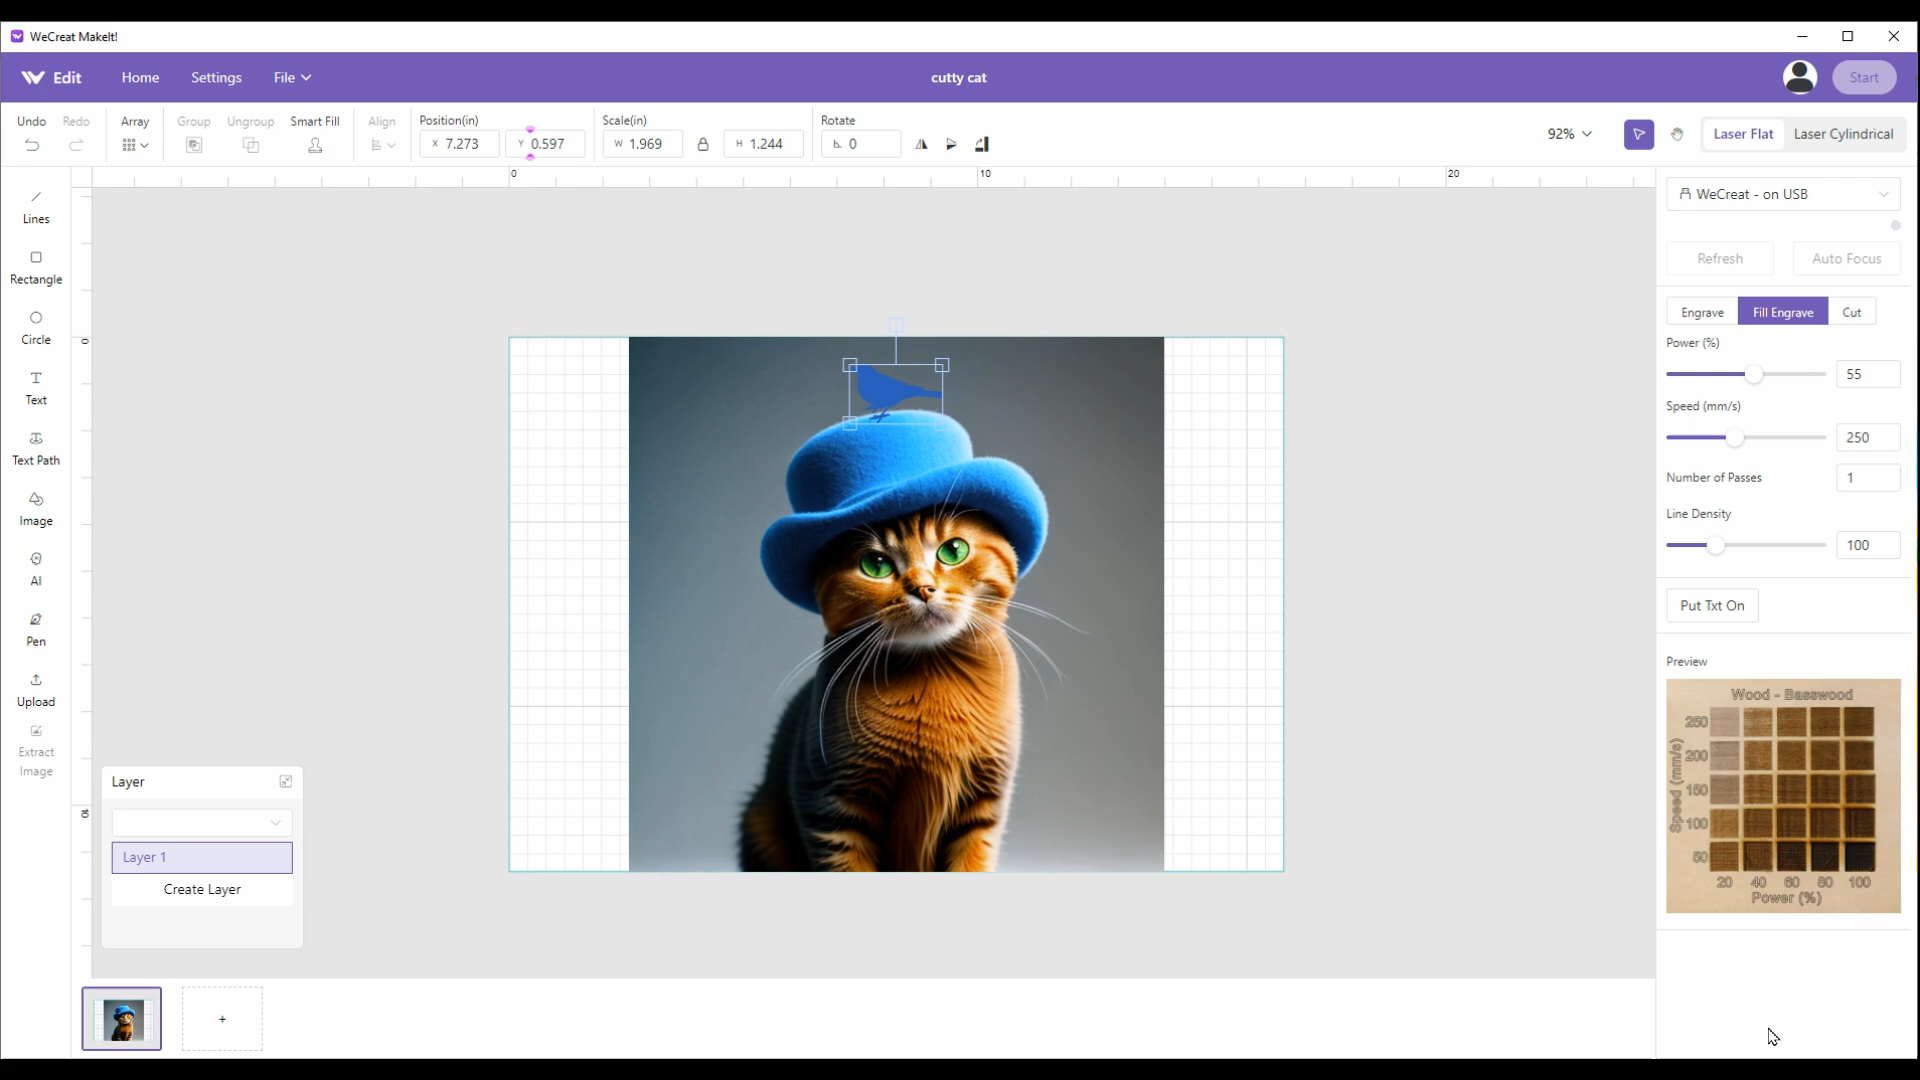 WeCreat MakeIt!
Edit Home Settings File cutty cat Start
Undo Redo Array Group Ungroup Smart Fill Align Position(in) Scale(in) Rotate
X 7.273 Y 0.597 W 1.969 H 1.244 0 92% Laser Flat Laser Cylindrical
0 10 20
Lines
Rectangle
Circle
Text
Text Path
Image
AI
Pen
Upload
Extract
Image
0
10
Layer
Layer 1
Create Layer
+
WeCreat - on USB
Refresh Auto Focus
Engrave Fill Engrave Cut
Power (%)
55
Speed (mm/s)
250
Number of Passes 1
Line Density
100
Put Txt On
Preview
Wood - Basswood
250
200
150
100
50
Speed (mm/s)
20 40 60 80 100
Power (%)